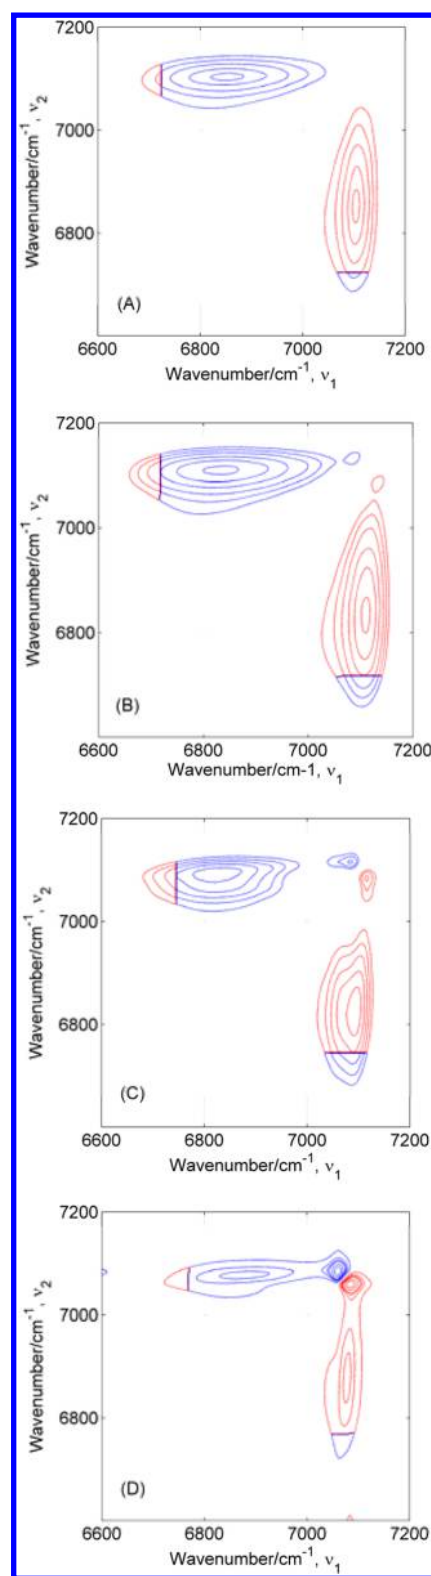 7200
7000
6800
Wavenumber/cm⁻¹, ν₂
(A)
6600 6800 7000 7200
Wavenumber/cm⁻¹, ν₁
7200
7000
6800
Wavenumber/cm⁻¹, ν₂
(B)
6600 6800 7000 7200
Wavenumber/cm-1, ν₁
7200
7000
6800
Wavenumber/cm⁻¹, ν₂
(C)
6600 6800 7000 7200
Wavenumber/cm⁻¹, ν₁
7200
7000
6800
Wavenumber/cm⁻¹, ν₂
(D)
6600 6800 7000 7200
Wavenumber/cm⁻¹, ν₁